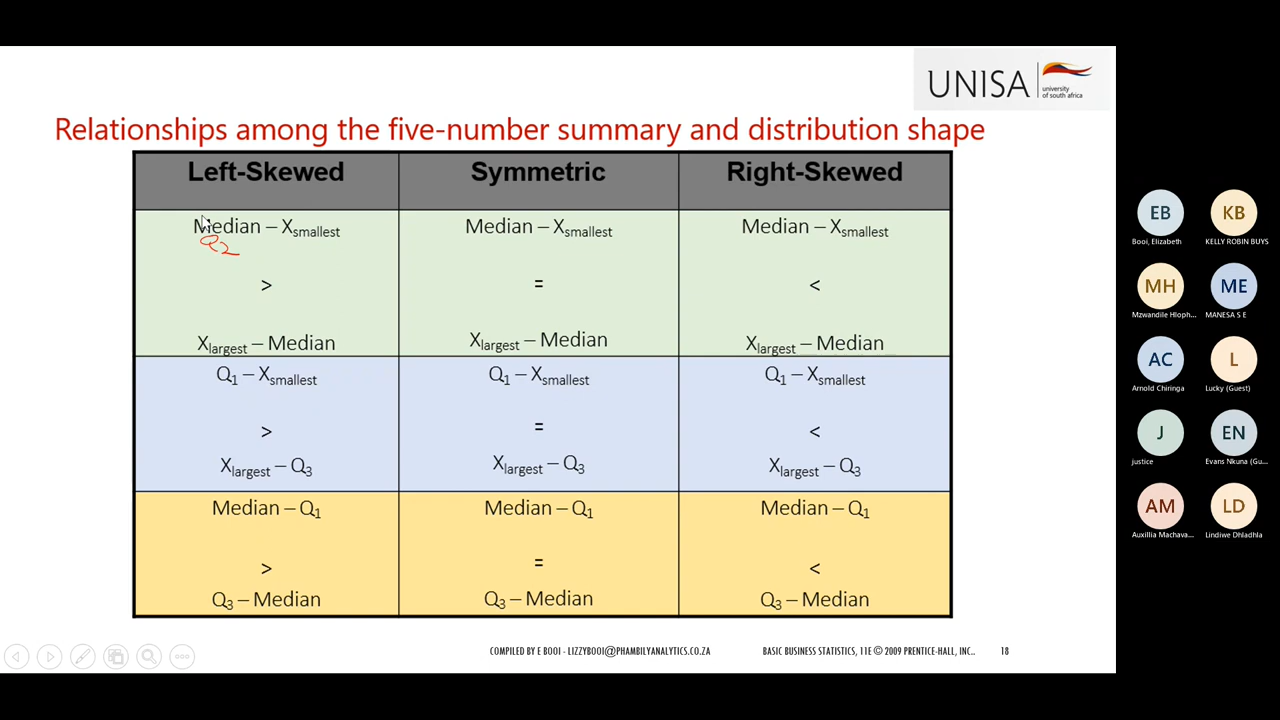 UNISA
university
of south africa
Relationships among the five-number summary and distribution shape
Left-Skewed Symmetric Right-Skewed
Median – Xsmallest Median – Xsmallest Median – Xsmallest
Q2
> = <
Xlargest – Median Xlargest – Median Xlargest – Median
Q1 – Xsmallest Q1 – Xsmallest Q1 – Xsmallest
> = <
Xlargest – Q3 Xlargest – Q3 Xlargest – Q3
Median – Q1 Median – Q1 Median – Q1
> = <
Q3 – Median Q3 – Median Q3 – Median
COMPILED BY E BOOI - LIZZYBOOI@PHAMBILYANALYTICS.CO.ZA BASIC BUSINESS STATISTICS, 11E © 2009 PRENTICE-HALL, INC.. 18
EB KB
Booi, Elizabeth KELLY ROBIN BUYS
MH ME
Mzwandile Hloph... MANESA S E
AC L
Arnold Chiringa Lucky (Guest)
J EN
justice Evans Nkuna (Gu...
AM LD
Auxillia Machava... Lindiwe Dhladhla